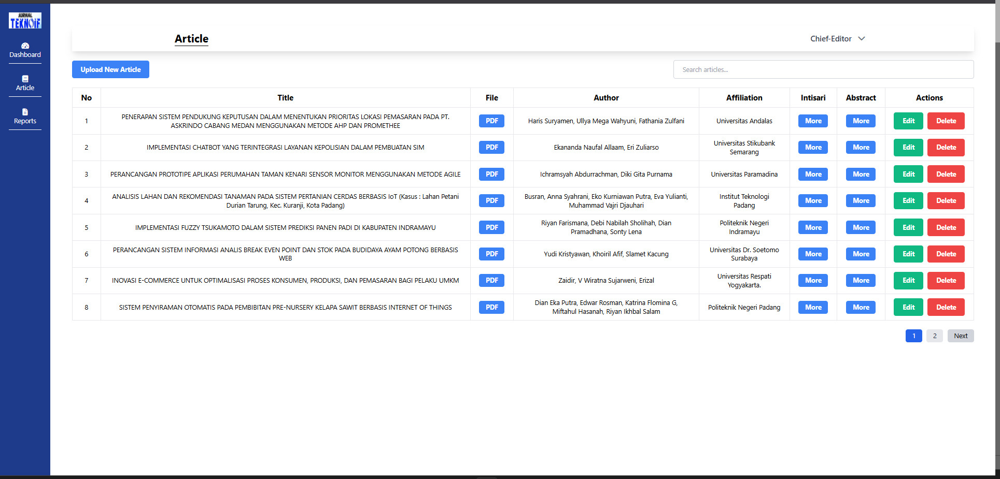 JURNAL
TEKNOIF
Dashboard
Article
Reports
Article
Chief-Editor
Upload New Article
Search articles...
No Title File Author Affiliation Intisari Abstract Actions
1 PENERAPAN SISTEM PENDUKUNG KEPUTUSAN DALAM MENENTUKAN PRIORITAS LOKASI PEMASARAN PADA PT.
ASKRINDO CABANG MEDAN MENGGUNAKAN METODE AHP DAN PROMETHEE
PDF Haris Suryamen, Ullya Mega Wahyuni, Fathania Zulfani Universitas Andalas More More Edit Delete
2 IMPLEMENTASI CHATBOT YANG TERINTEGRASI LAYANAN KEPOLISIAN DALAM PEMBUATAN SIM PDF Ekananda Naufal Allaam, Eri Zuliarso
Universitas Stikubank
Semarang
More More Edit Delete
3 PERANCANGAN PROTOTIPE APLIKASI PERUMAHAN TAMAN KENARI SENSOR MONITOR MENGGUNAKAN METODE AGILE PDF Ichramsyah Abdurrachman, Diki Gita Purnama Universitas Paramadina More More Edit Delete
4 ANALISIS LAHAN DAN REKOMENDASI TANAMAN PADA SISTEM PERTANIAN CERDAS BERBASIS IoT (Kasus : Lahan Petani
Durian Tarung, Kec. Kuranji, Kota Padang)
PDF
Busran, Anna Syahrani, Eko Kurniawan Putra, Eva Yulianti,
Muhammad Vajri Djauhari
Institut Teknologi
Padang
More More Edit Delete
5 IMPLEMENTASI FUZZY TSUKAMOTO DALAM SISTEM PREDIKSI PANEN PADI DI KABUPATEN INDRAMAYU PDF
Riyan Farismana, Debi Nabilah Sholihah, Dian
Pramadhana, Sonty Lena
Politeknik Negeri
Indramayu
More More Edit Delete
6 PERANCANGAN SISTEM INFORMASI ANALIS BREAK EVEN POINT DAN STOK PADA BUDIDAYA AYAM POTONG BERBASIS
WEB
PDF Yudi Kristyawan, Khoiril Afif, Slamet Kacung
Universitas Dr. Soetomo
Surabaya
More More Edit Delete
7 INOVASI E-COMMERCE UNTUK OPTIMALISASI PROSES KONSUMEN, PRODUKSI, DAN PEMASARAN BAGI PELAKU UMKM PDF Zaidir, V Wiratna Sujarweni, Erizal
Universitas Respati
Yogyakarta.
More More Edit Delete
8 SISTEM PENYIRAMAN OTOMATIS PADA PEMBIBITAN PRE-NURSERY KELAPA SAWIT BERBASIS INTERNET OF THINGS PDF
Dian Eka Putra, Edwar Rosman, Katrina Flomina G,
Miftahul Hasanah, Riyan Ikhbal Salam
Politeknik Negeri Padang More More Edit Delete
1 2 Next